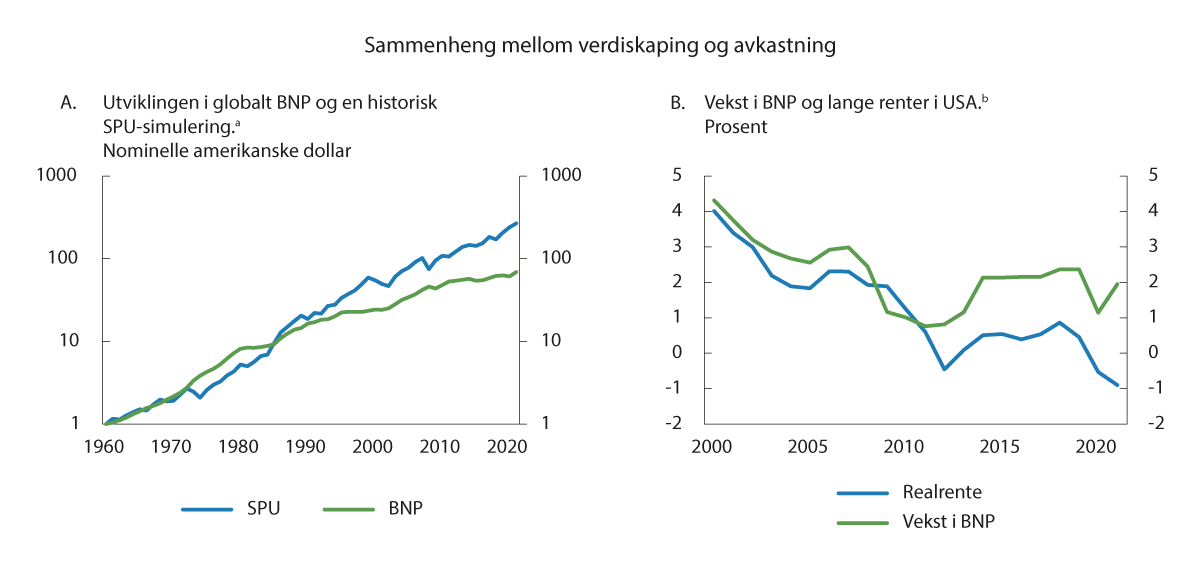 Sammenheng mellom verdiskaping og avkastning
A. Utviklingen i globalt BNP og en historisk
SPU-simulering.ᵃ
Nominelle amerikanske dollar
1000 1000
100 100
10 10
1 1
1960 1970 1980 1990 2000 2010 2020
SPU BNP
B. Vekst i BNP og lange renter i USA.ᵇ
Prosent
5 5
4 4
3 3
2 2
1 1
0 0
-1 -1
-2 -2
2000 2005 2010 2015 2020
Realrente
Vekst i BNP